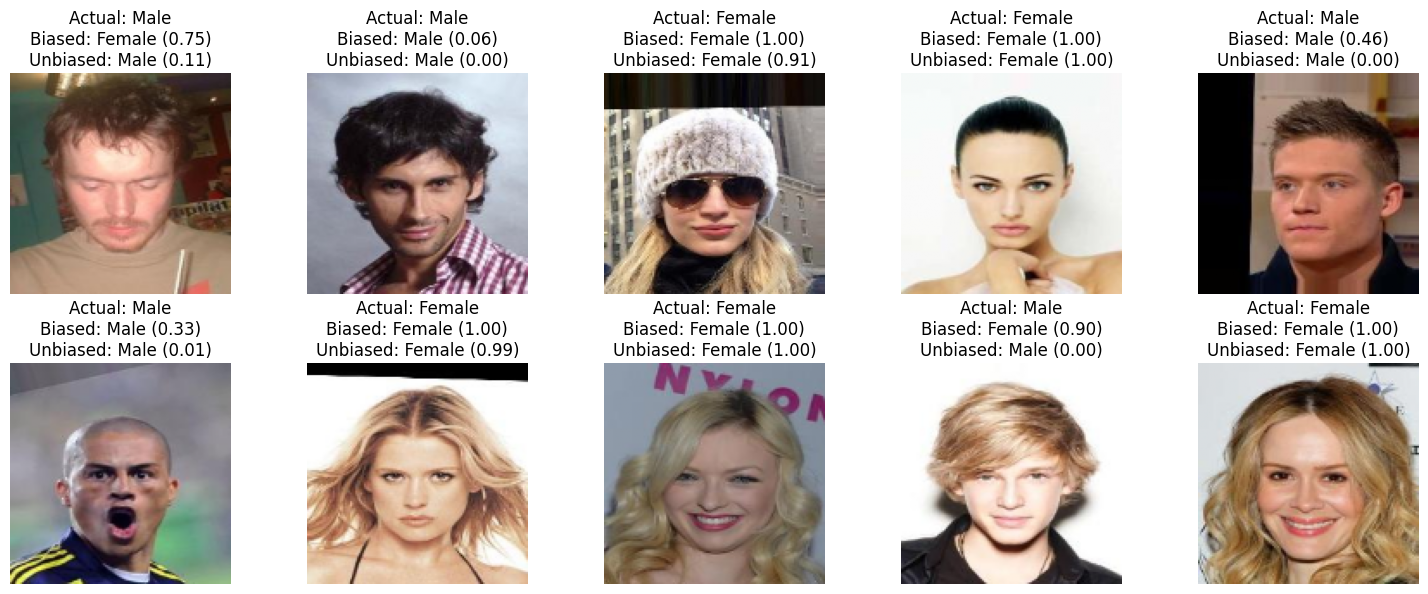 Actual: Male
Biased: Female (0.75)
Unbiased: Male (0.11)
Actual: Male
Biased: Male (0.06)
Unbiased: Male (0.00)
Actual: Female
Biased: Female (1.00)
Unbiased: Female (0.91)
Actual: Female
Biased: Female (1.00)
Unbiased: Female (1.00)
Actual: Male
Biased: Male (0.46)
Unbiased: Male (0.00)
Actual: Male
Biased: Male (0.33)
Unbiased: Male (0.01)
Actual: Female
Biased: Female (1.00)
Unbiased: Female (0.99)
Actual: Female
Biased: Female (1.00)
Unbiased: Female (1.00)
NYLON
Actual: Male
Biased: Female (0.90)
Unbiased: Male (0.00)
Actual: Female
Biased: Female (1.00)
Unbiased: Female (1.00)